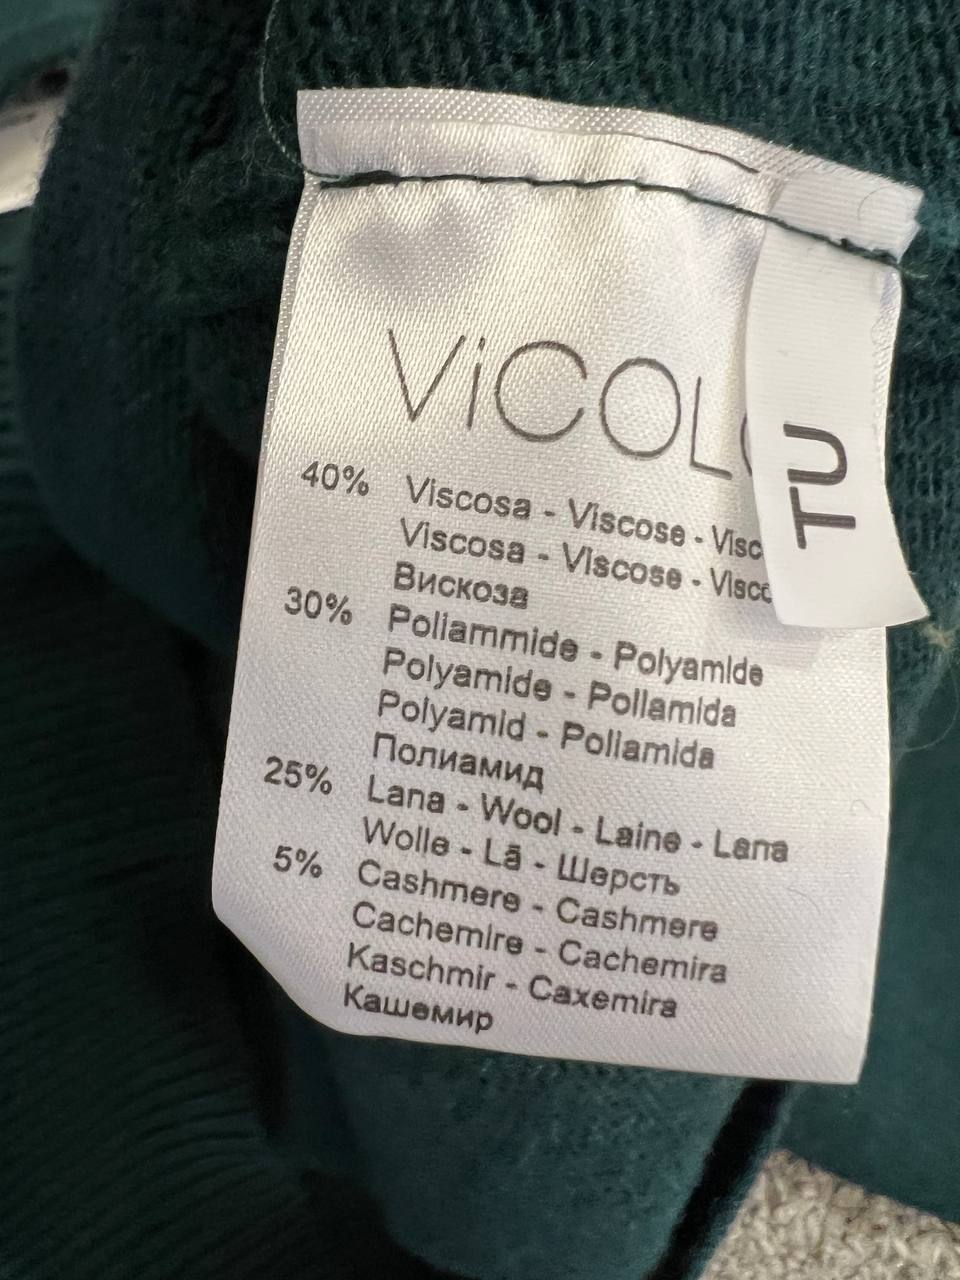 ViCOL
TU
40% Viscosa - Viscose - Visc
Viscosa - Viscose - Visco
Вискоза
30% Poliammide - Polyamide
Polyamide - Poliamida
Polyamid - Poliamida
Полиамид
25% Lana - Wool - Laine - Lana
Wolle - Lã - Шерсть
5% Cashmere - Cashmere
Cachemire - Cachemira
Kaschmir - Caxemira
Кашемир